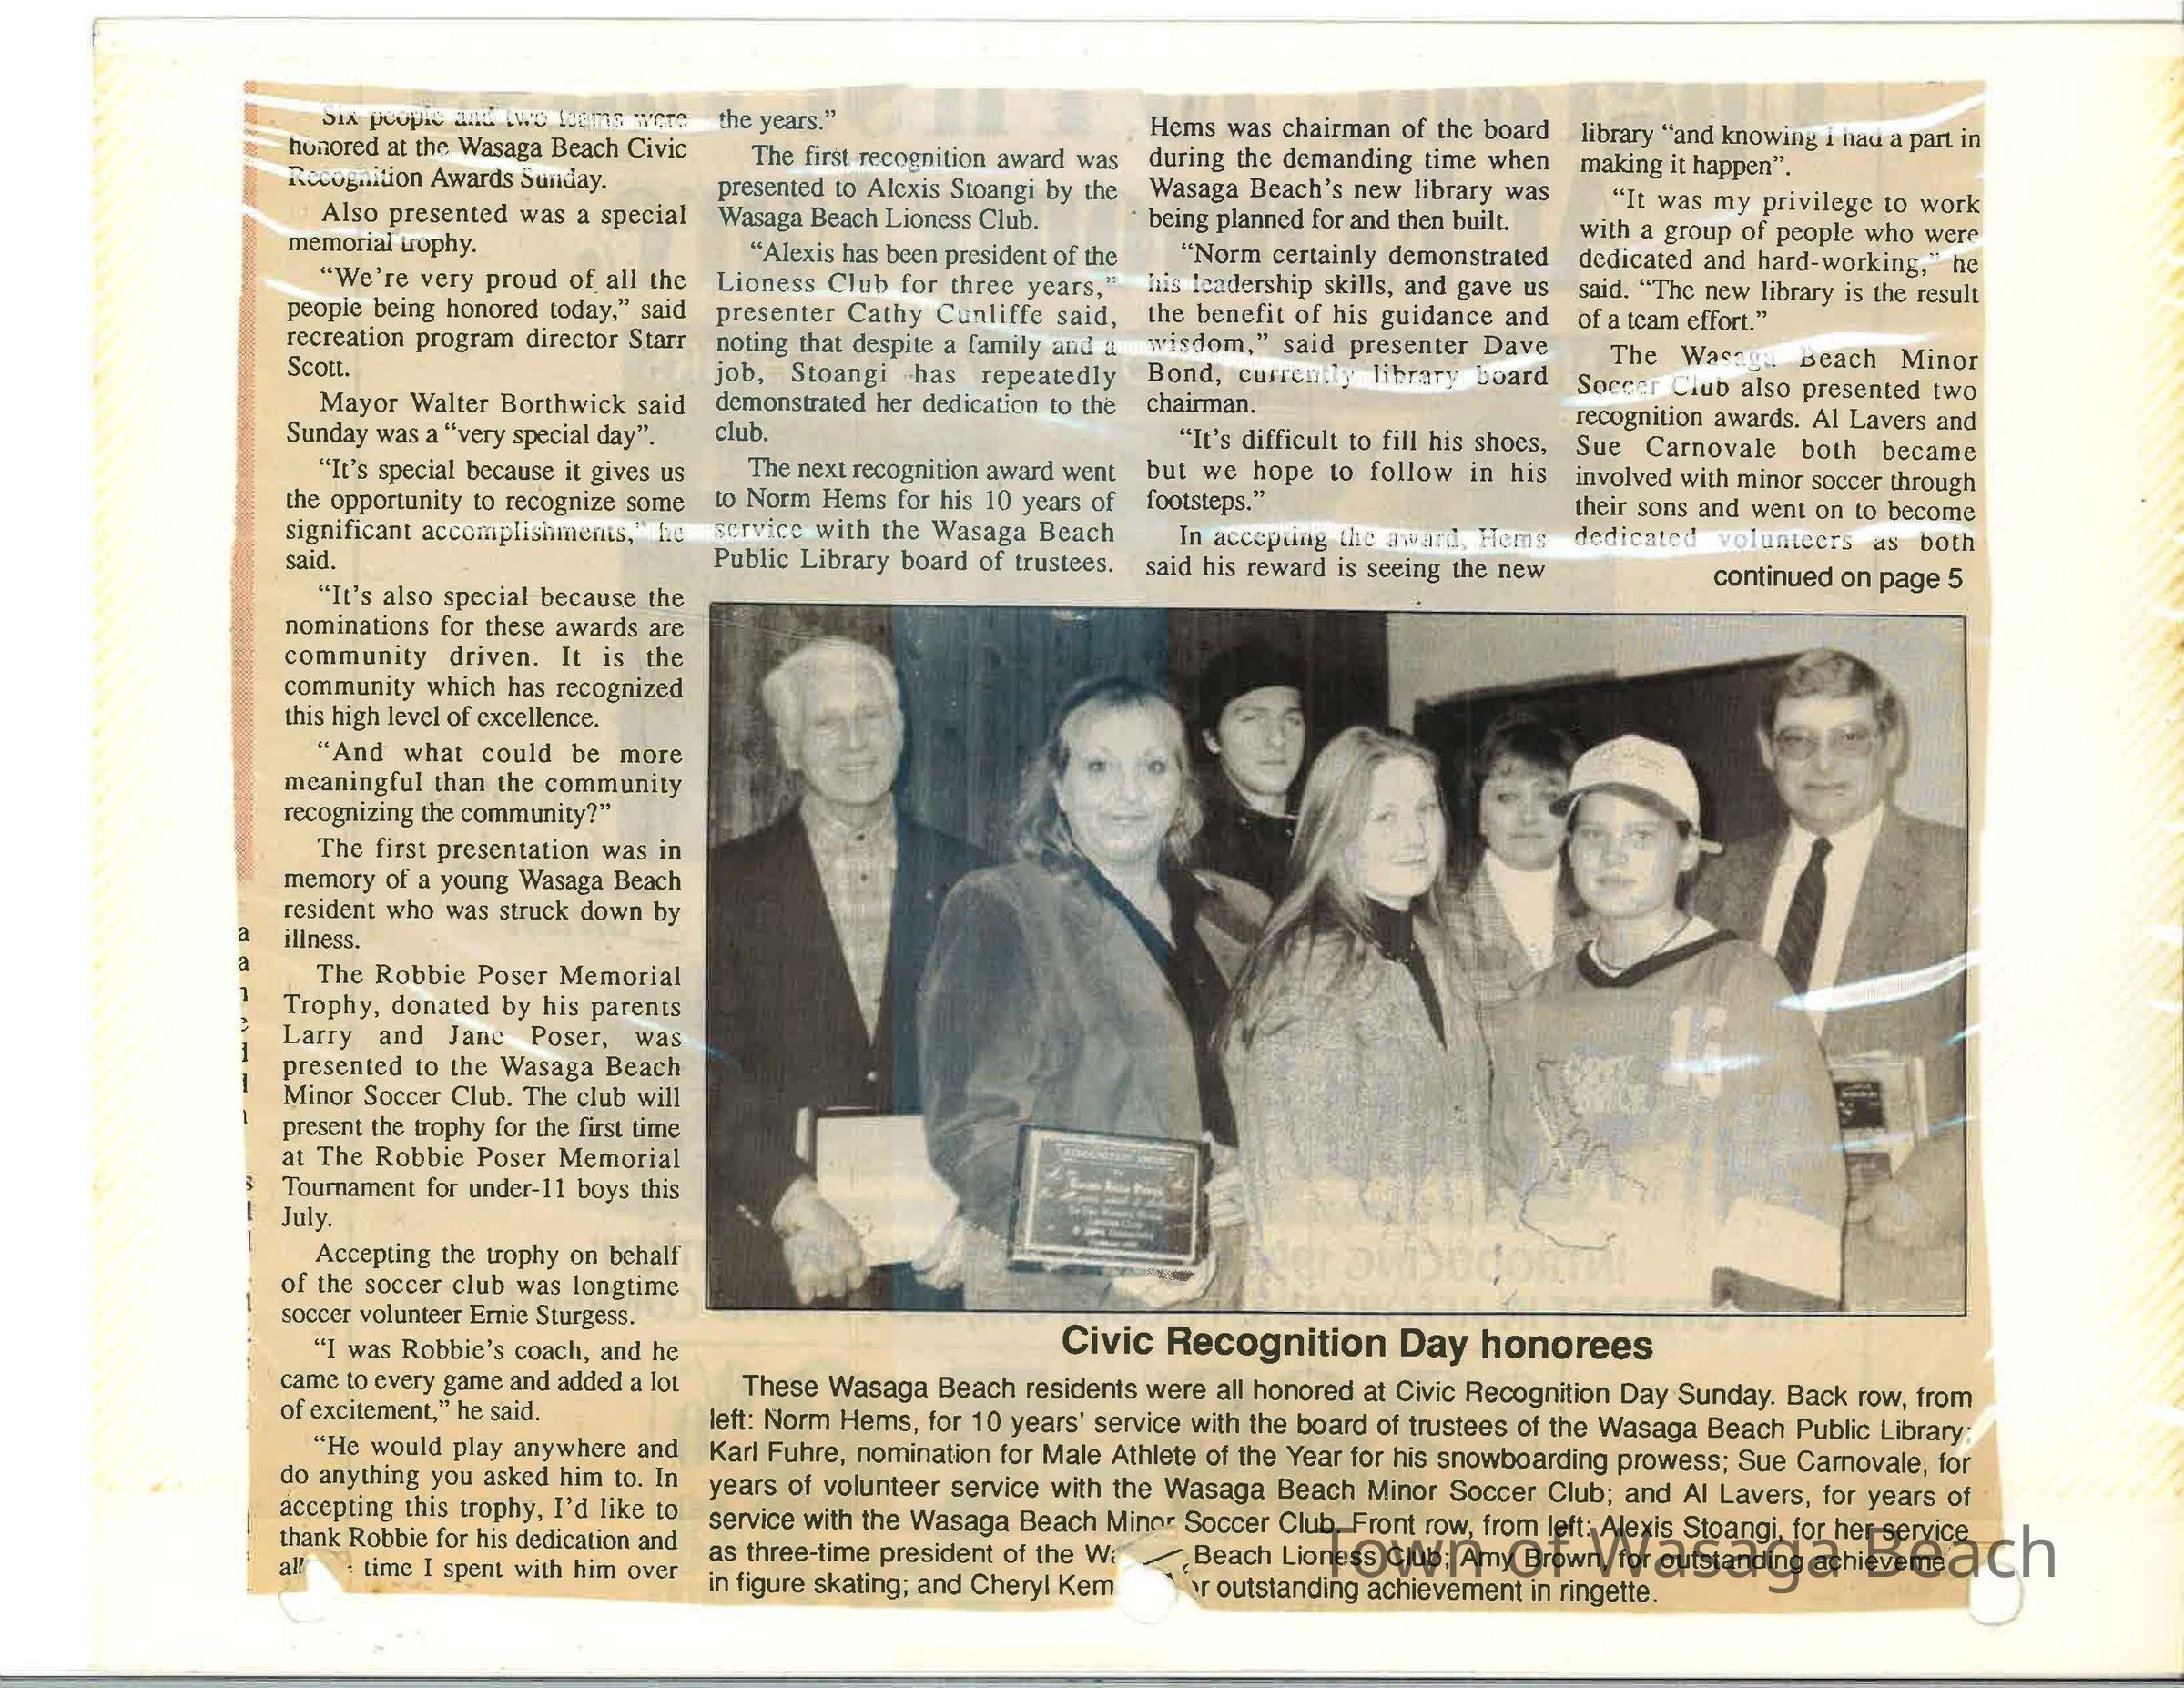 Six people and two teams were
honored at the Wasaga Beach Civic
Recognition Awards Sunday.
Also presented was a special
memorial trophy.
“We’re very proud of all the
people being honored today,” said
recreation program director Starr
Scott.
Mayor Walter Borthwick said
Sunday was a “very special day”.
“It’s special because it gives us
the opportunity to recognize some
significant accomplishments,” he
said.
“It’s also special because the
nominations for these awards are
community driven. It is the
community which has recognized
this high level of excellence.
“And what could be more
meaningful than the community
recognizing the community?”
The first presentation was in
memory of a young Wasaga Beach
resident who was struck down by
illness.
The Robbie Poser Memorial
Trophy, donated by his parents
Larry and Jane Poser, was
presented to the Wasaga Beach
Minor Soccer Club. The club will
present the trophy for the first time
at The Robbie Poser Memorial
Tournament for under-11 boys this
July.
Accepting the trophy on behalf
of the soccer club was longtime
soccer volunteer Ernie Sturgess.
“I was Robbie’s coach, and he
came to every game and added a lot
of excitement,” he said.
“He would play anywhere and
do anything you asked him to. In
accepting this trophy, I’d like to
thank Robbie for his dedication and
all time I spent with him over
the years.”
The first recognition award was
presented to Alexis Stoangi by the
Wasaga Beach Lioness Club.
“Alexis has been president of the
Lioness Club for three years,”
presenter Cathy Cunliffe said,
noting that despite a family and a
job, Stoangi has repeatedly
demonstrated her dedication to the
club.
The next recognition award went
to Norm Hems for his 10 years of
service with the Wasaga Beach
Public Library board of trustees.
Hems was chairman of the board
during the demanding time when
Wasaga Beach’s new library was
being planned for and then built.
“Norm certainly demonstrated
his leadership skills, and gave us
the benefit of his guidance and
wisdom,” said presenter Dave
Bond, currently library board
chairman.
“It’s difficult to fill his shoes,
but we hope to follow in his
footsteps.”
In accepting the award, Hems
said his reward is seeing the new
library “and knowing I had a part in
making it happen”.
“It was my privilege to work
with a group of people who were
dedicated and hard-working,” he
said. “The new library is the result
of a team effort.”
The Wasaga Beach Minor
Soccer Club also presented two
recognition awards. Al Lavers and
Sue Carnovale both became
involved with minor soccer through
their sons and went on to become
dedicated volunteers as both
continued on page 5
Civic Recognition Day honorees
These Wasaga Beach residents were all honored at Civic Recognition Day Sunday. Back row, from
left: Norm Hems, for 10 years’ service with the board of trustees of the Wasaga Beach Public Library;
Karl Fuhre, nomination for Male Athlete of the Year for his snowboarding prowess; Sue Carnovale, for
years of volunteer service with the Wasaga Beach Minor Soccer Club; and Al Lavers, for years of
service with the Wasaga Beach Minor Soccer Club. Front row, from left: Alexis Stoangi, for her service
as three-time president of the Beach Lioness Club; Amy Brown, for outstanding achieveme
in figure skating; and Cheryl Kem outstanding achievement in ringette.
Town of Wasaga Beach